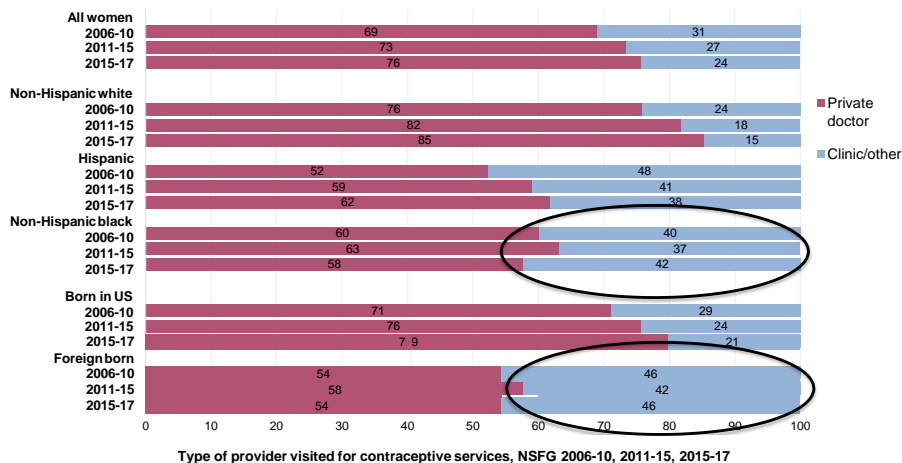 All women
2006-10 69 31
2011-15 73 27
2015-17 76 24
Non-Hispanic white
2006-10 76 24
2011-15 82 18
2015-17 85 15
Hispanic
2006-10 52 48
2011-15 59 41
2015-17 62 38
Non-Hispanic black
2006-10 60 40
2011-15 63 37
2015-17 58 42
Born in US
2006-10 71 29
2011-15 76 24
2015-17 7 9 21
Foreign born
2006-10 54 46
2011-15 58 42
2015-17 54 46
0 10 20 30 40 50 60 70 80 90 100
Type of provider visited for contraceptive services, NSFG 2006-10, 2011-15, 2015-17
Private
doctor
Clinic/other